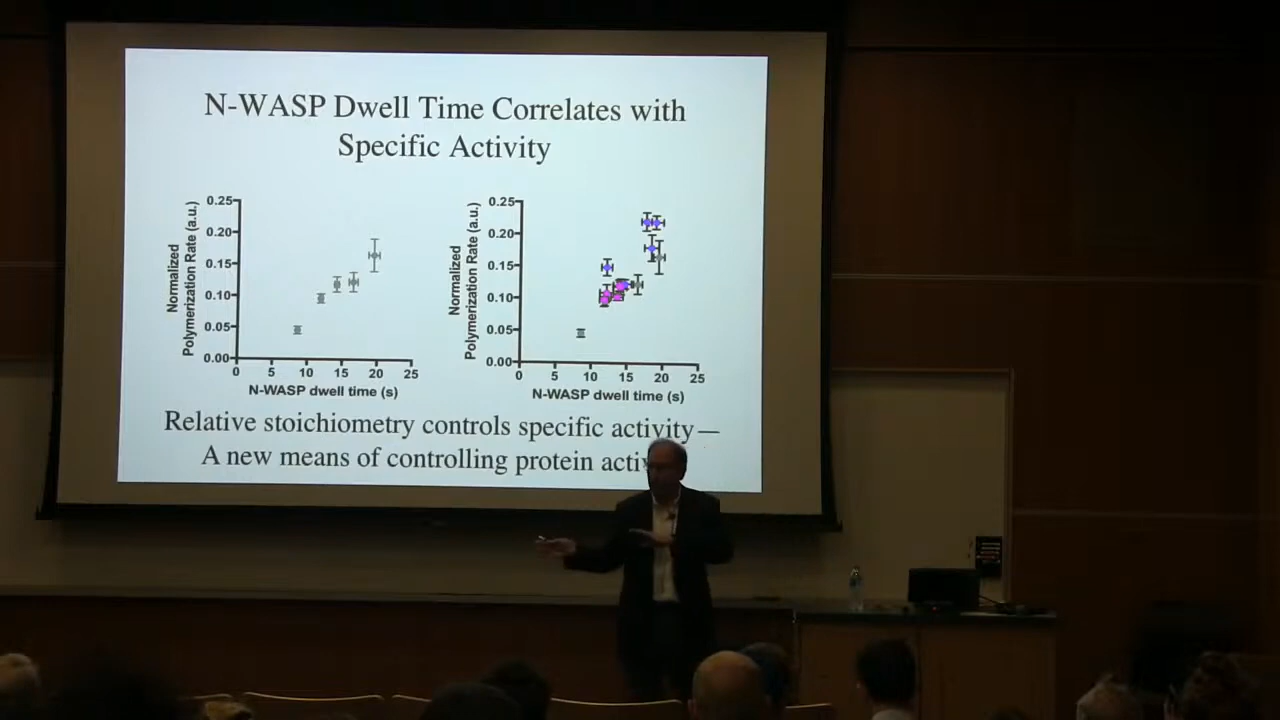 N-WASP Dwell Time Correlates with
Specific Activity
Normalized
Polymerization Rate (a.u.)
0.25
0.20
0.15
0.10
0.05
0.00
0 5 10 15 20 25
N-WASP dwell time (s)
Normalized
Polymerization Rate (a.u.)
0.25
0.20
0.15
0.10
0.05
0.00
0 5 10 15 20 25
N-WASP dwell time (s)
Relative stoichiometry controls specific activity—
A new means of controlling protein